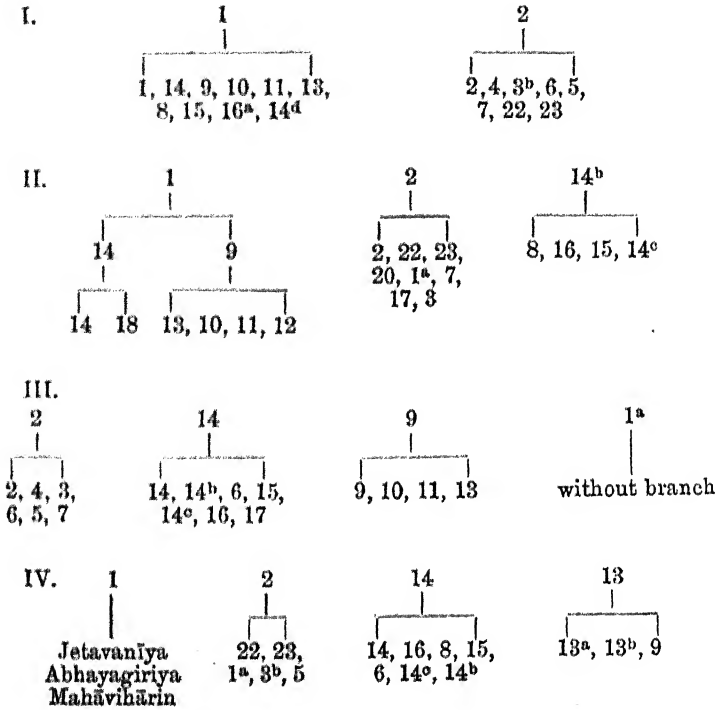 I. 1 2
1, 14, 9, 10, 11, 13, 2, 4, 3ᵇ, 6, 5,
8, 15, 16ᵃ, 14ᵈ 7, 22, 23
II. 1 2 14ᵇ
14 9 2, 22, 23, 8, 16, 15, 14ᶜ
20, 1ᵃ, 7,
17, 3
14 18 13, 10, 11, 12
III.
2 14 9 1ᵃ
2, 4, 3, 14, 14ᵇ, 6, 15, 9, 10, 11, 13 without branch
6, 5, 7 14ᶜ, 16, 17
IV. 1 2 14 13
Jetavanīya 22, 23, 14, 16, 8, 15, 13ᵃ, 13ᵇ, 9
Abhayagiriya 1ᵃ, 3ᵇ, 5 6, 14ᶜ, 14ᵇ
Mahāvihārin